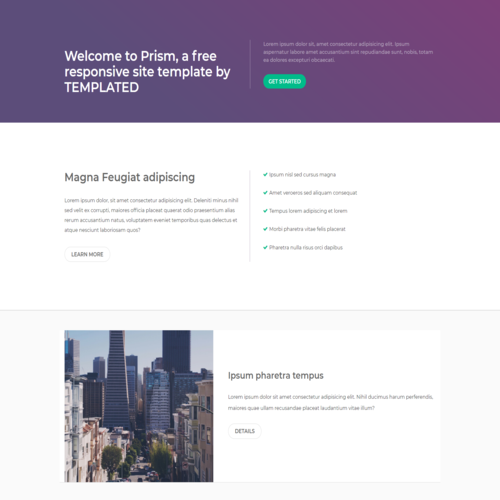 Welcome to Prism, a free
responsive site template by
TEMPLATED
Lorem ipsum dolor sit, amet consectetur adipisicing elit. Ipsum
aspernatur labore amet accusantium sint repudiandae nobis, nobis, totam
ea dolores excepturi obcaecati.
GET STARTED
Magna Feugiat adipiscing
Lorem ipsum dolor, sit amet consectetur adipisicing elit. Deleniti minus nihil
sed velit ex corrupti, maiores officia placeat quaerat odio praesentium alias
rerum accusantium natus, voluptatem eveniet temporibus quas delectus et
atque nesciunt laboriosam quos?
LEARN MORE
Ipsum nisl sed cursus magna
Amet verceros sed aliquam consequat
Tempus lorem adipiscing et lorem
Morbi pharetra vitae felis placerat
Pharetra nulla risus orci dapibus
Ipsum pharetra tempus
Lorem ipsum dolor sit amet consectetur adipisicing elit. Nihil ducimus harum perferendis,
maiores quam ullam recusandae placeat laudantium vitae illum?
DETAILS